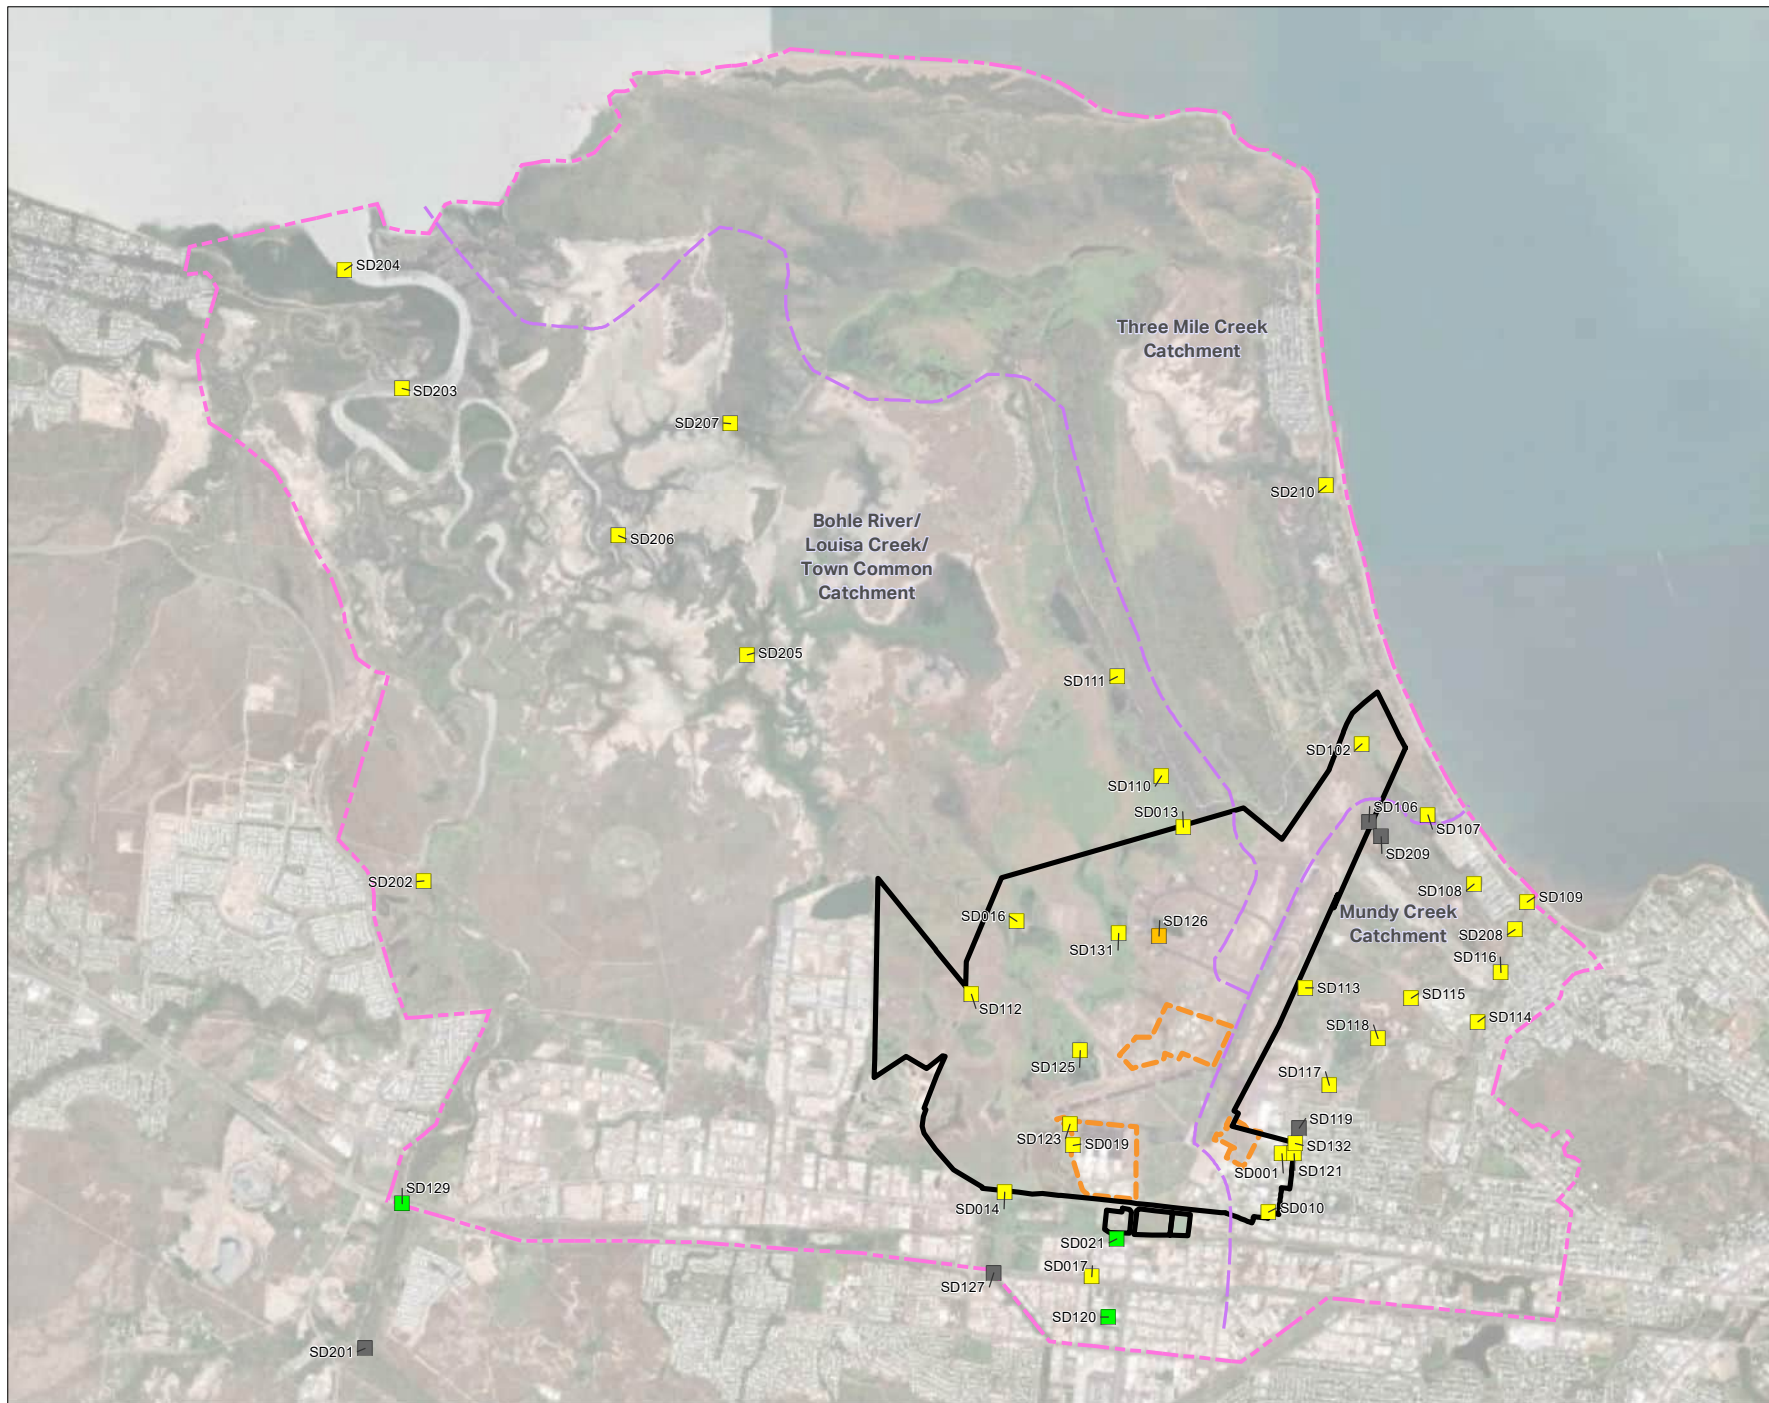 SD204
Three Mile Creek
Catchment
SD203
SD207
SD210
Bohle River/
Louisa Creek/
Town Common
Catchment
SD206
SD205
SD111
SD102
SD110
SD106
SD013
SD107
SD209
SD202
SD108
SD109
Mundy Creek
Catchment
SD016
SD126
SD131
SD208
SD116
SD113
SD115
SD112
SD114
SD118
SD125
SD117
SD119
SD123
SD019
SD132
SD001
SD121
SD129
SD014
SD010
SD021
SD017
SD127
SD120
SD201